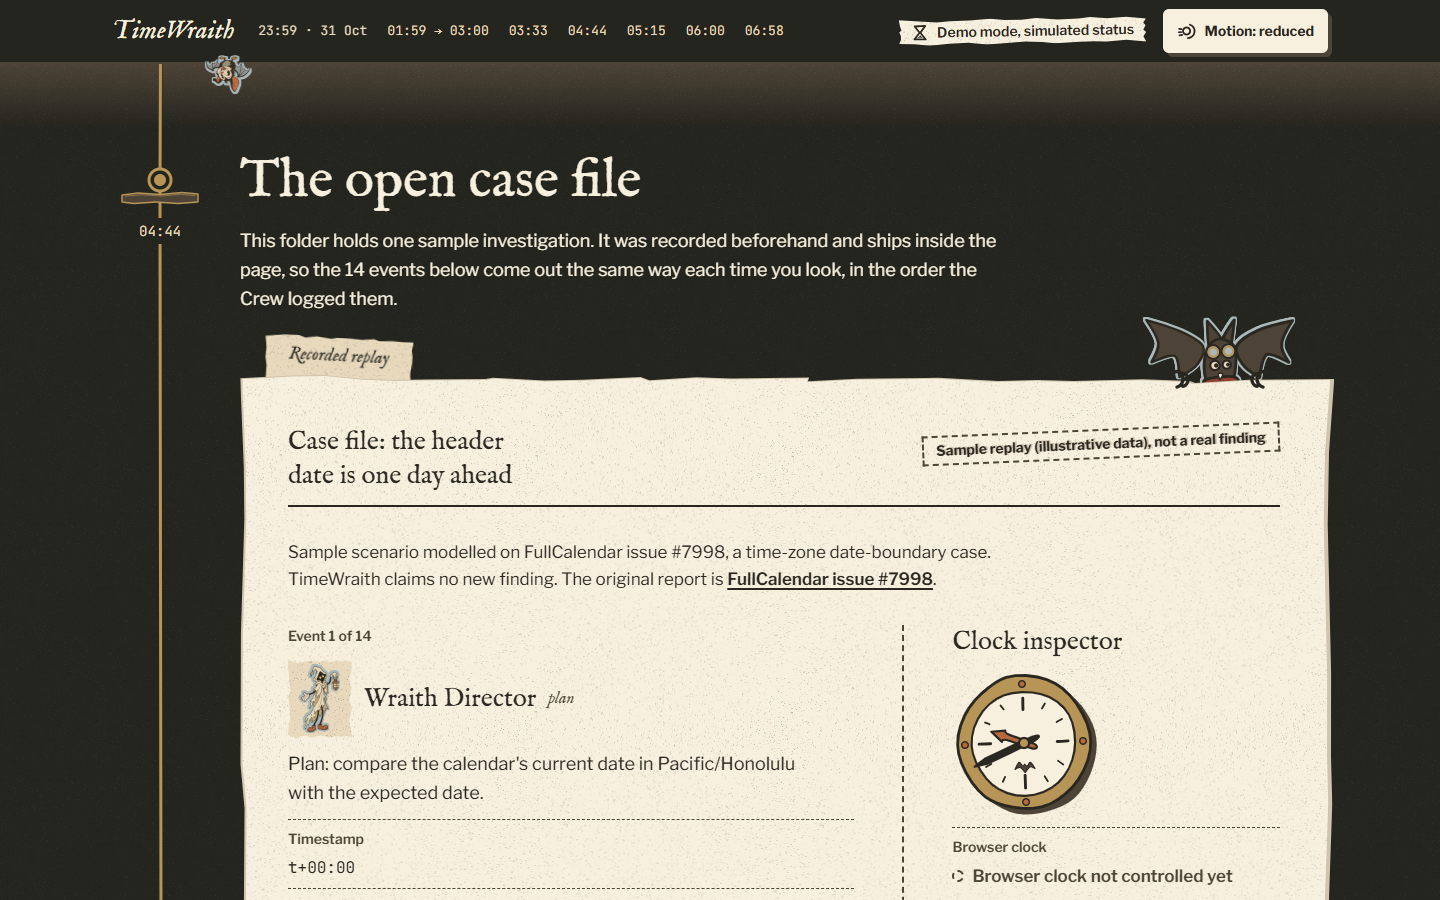 TimeWraith
23:59 · 31 Oct 01:59 → 03:00 03:33 04:44 05:15 06:00 06:58
Demo mode, simulated status
Motion: reduced
04:44
The open case file
This folder holds one sample investigation. It was recorded beforehand and ships inside the
page, so the 14 events below come out the same way each time you look, in the order the
Crew logged them.
Recorded replay
Case file: the header
date is one day ahead
Sample replay (illustrative data), not a real finding
Sample scenario modelled on FullCalendar issue #7998, a time-zone date-boundary case.
TimeWraith claims no new finding. The original report is FullCalendar issue #7998.
Event 1 of 14
Wraith Director plan
Plan: compare the calendar's current date in Pacific/Honolulu
with the expected date.
Timestamp
t+00:00
Clock inspector
Browser clock
Browser clock not controlled yet